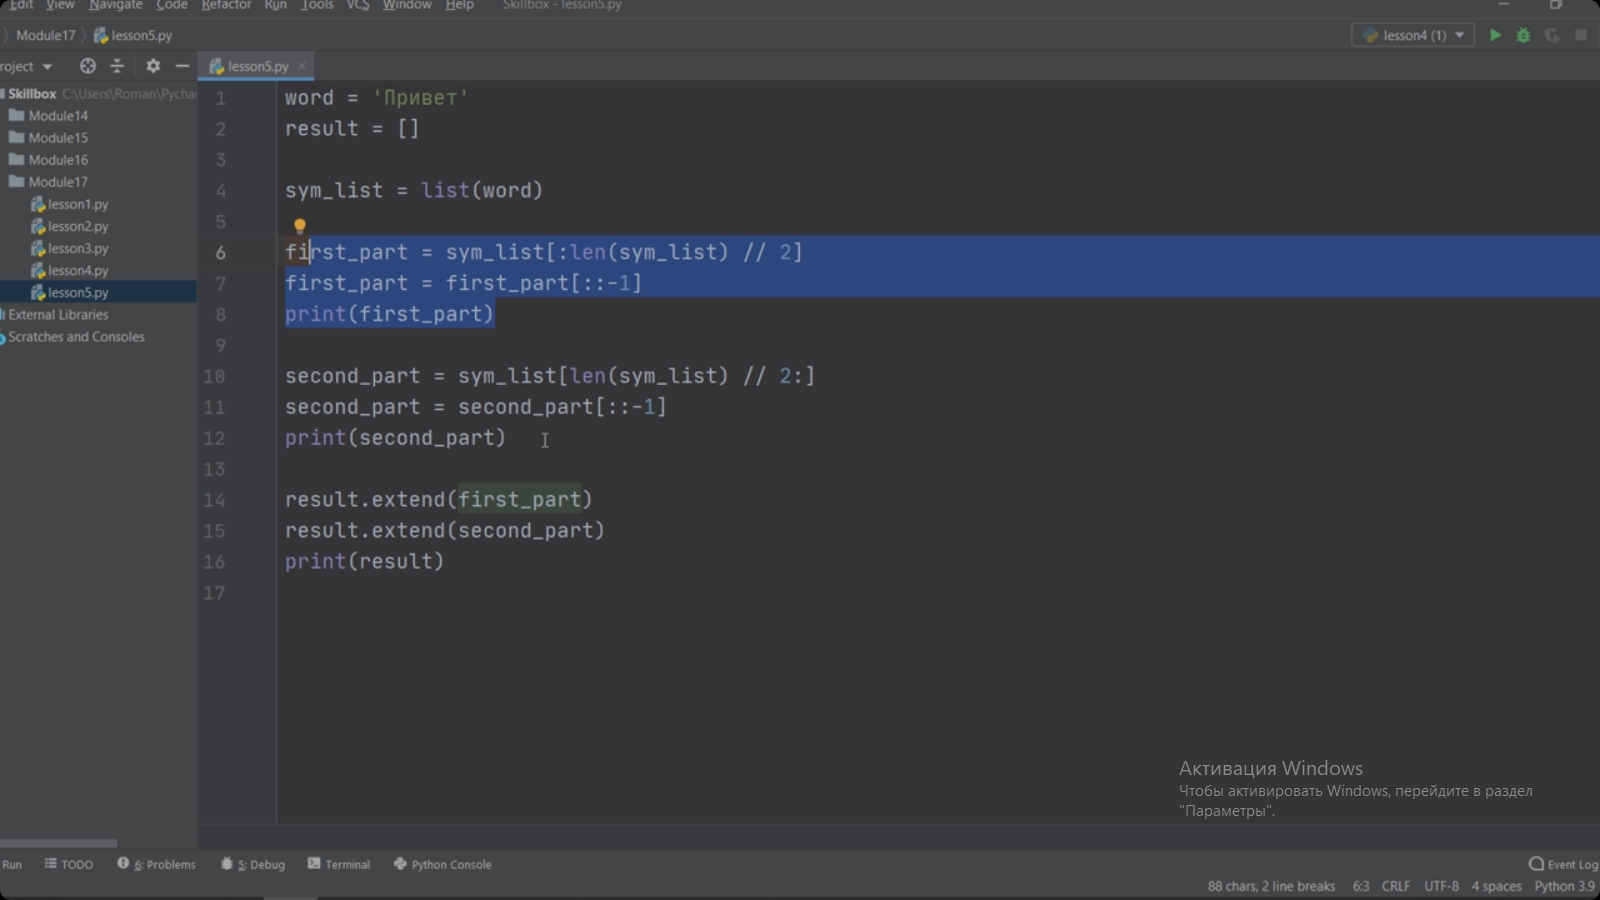 Edit View Navigate Code Refactor Run Tools VCS Window Help Skillbox - lesson5.py
Module17 lesson5.py lesson4 (1)
roject lesson5.py
Skillbox C:\Users\Roman\Pycha
Module14
Module15
Module16
Module17
lesson1.py
lesson2.py
lesson3.py
lesson4.py
lesson5.py
External Libraries
Scratches and Consoles
1 word = 'Привет'
2 result = []
3
4 sym_list = list(word)
5
6 first_part = sym_list[:len(sym_list) // 2]
7 first_part = first_part[::-1]
8 print(first_part)
9
10 second_part = sym_list[len(sym_list) // 2:]
11 second_part = second_part[::-1]
12 print(second_part)
13
14 result.extend(first_part)
15 result.extend(second_part)
16 print(result)
17
Активация Windows
Чтобы активировать Windows, перейдите в раздел
"Параметры".
Run TODO 6: Problems 5: Debug Terminal Python Console Event Log
88 chars, 2 line breaks 6:3 CRLF UTF-8 4 spaces Python 3.9